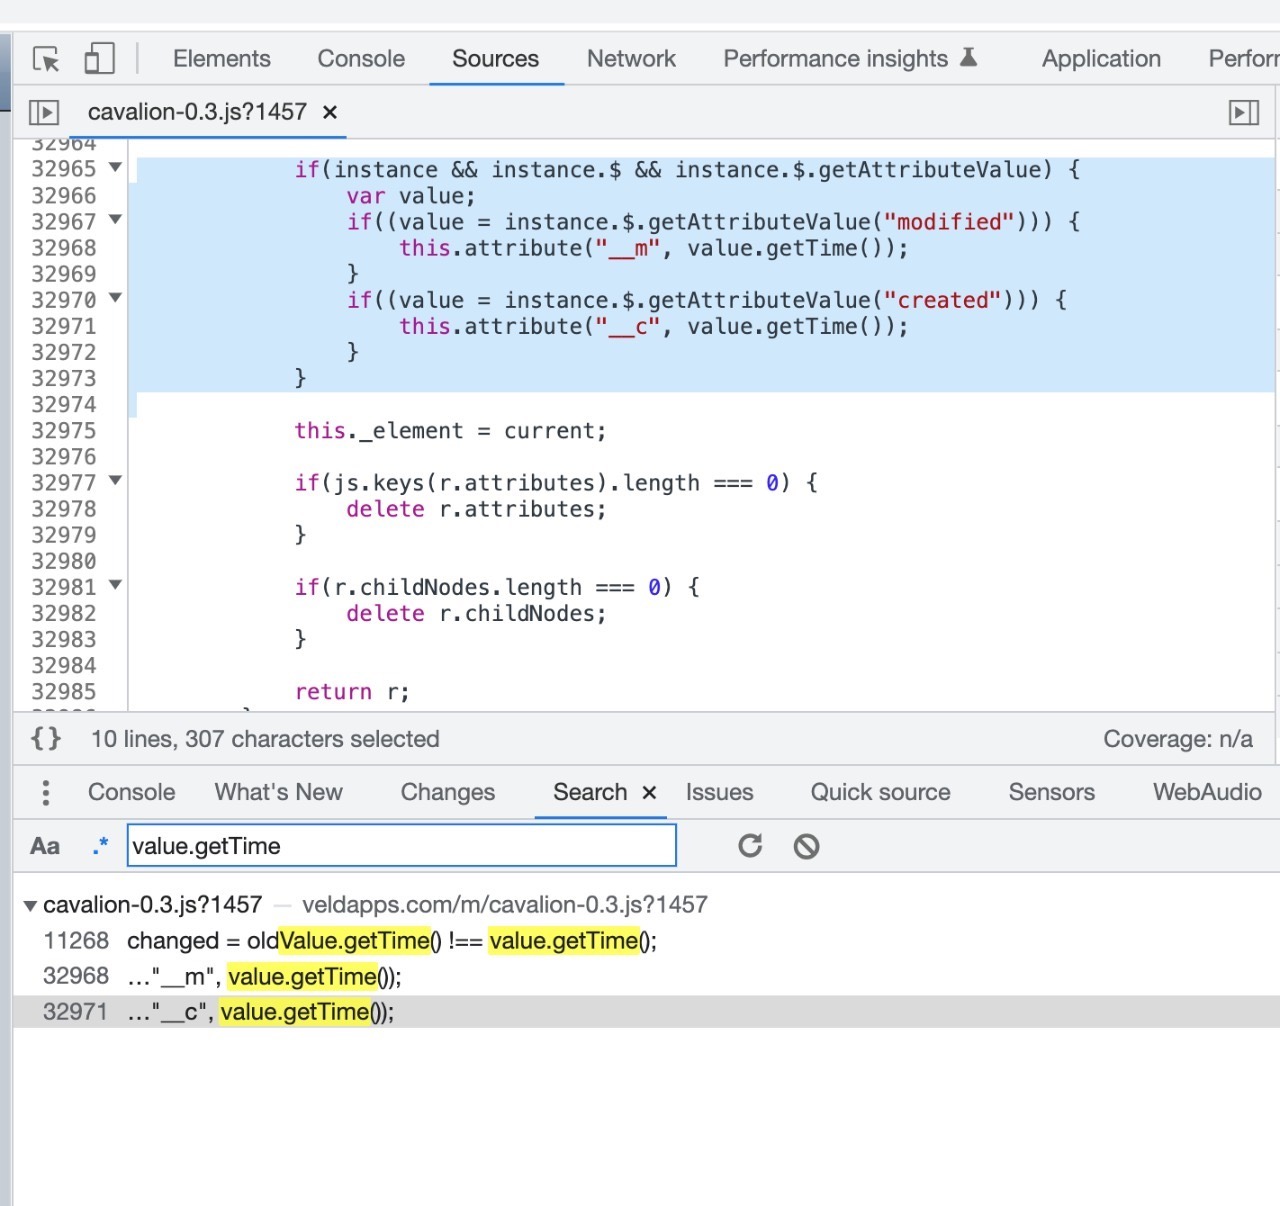 Elements Console Sources Network Performance insights Application Perfor
cavalion-0.3.js?1457 ×
32964
32965 if(instance && instance.$ && instance.$.getAttributeValue) {
32966 var value;
32967 if((value = instance.$.getAttributeValue("modified"))) {
32968 this.attribute("__m", value.getTime());
32969 }
32970 if((value = instance.$.getAttributeValue("created"))) {
32971 this.attribute("__c", value.getTime());
32972 }
32973 }
32974
32975 this._element = current;
32976
32977 if(js.keys(r.attributes).length === 0) {
32978 delete r.attributes;
32979 }
32980
32981 if(r.childNodes.length === 0) {
32982 delete r.childNodes;
32983 }
32984
32985 return r;
{} 10 lines, 307 characters selected Coverage: n/a
Console What's New Changes Search × Issues Quick source Sensors WebAudio
Aa .* value.getTime
cavalion-0.3.js?1457 — veldapps.com/m/cavalion-0.3.js?1457
11268 changed = oldValue.getTime() !== value.getTime();
32968 …"__m", value.getTime());
32971 …"__c", value.getTime());